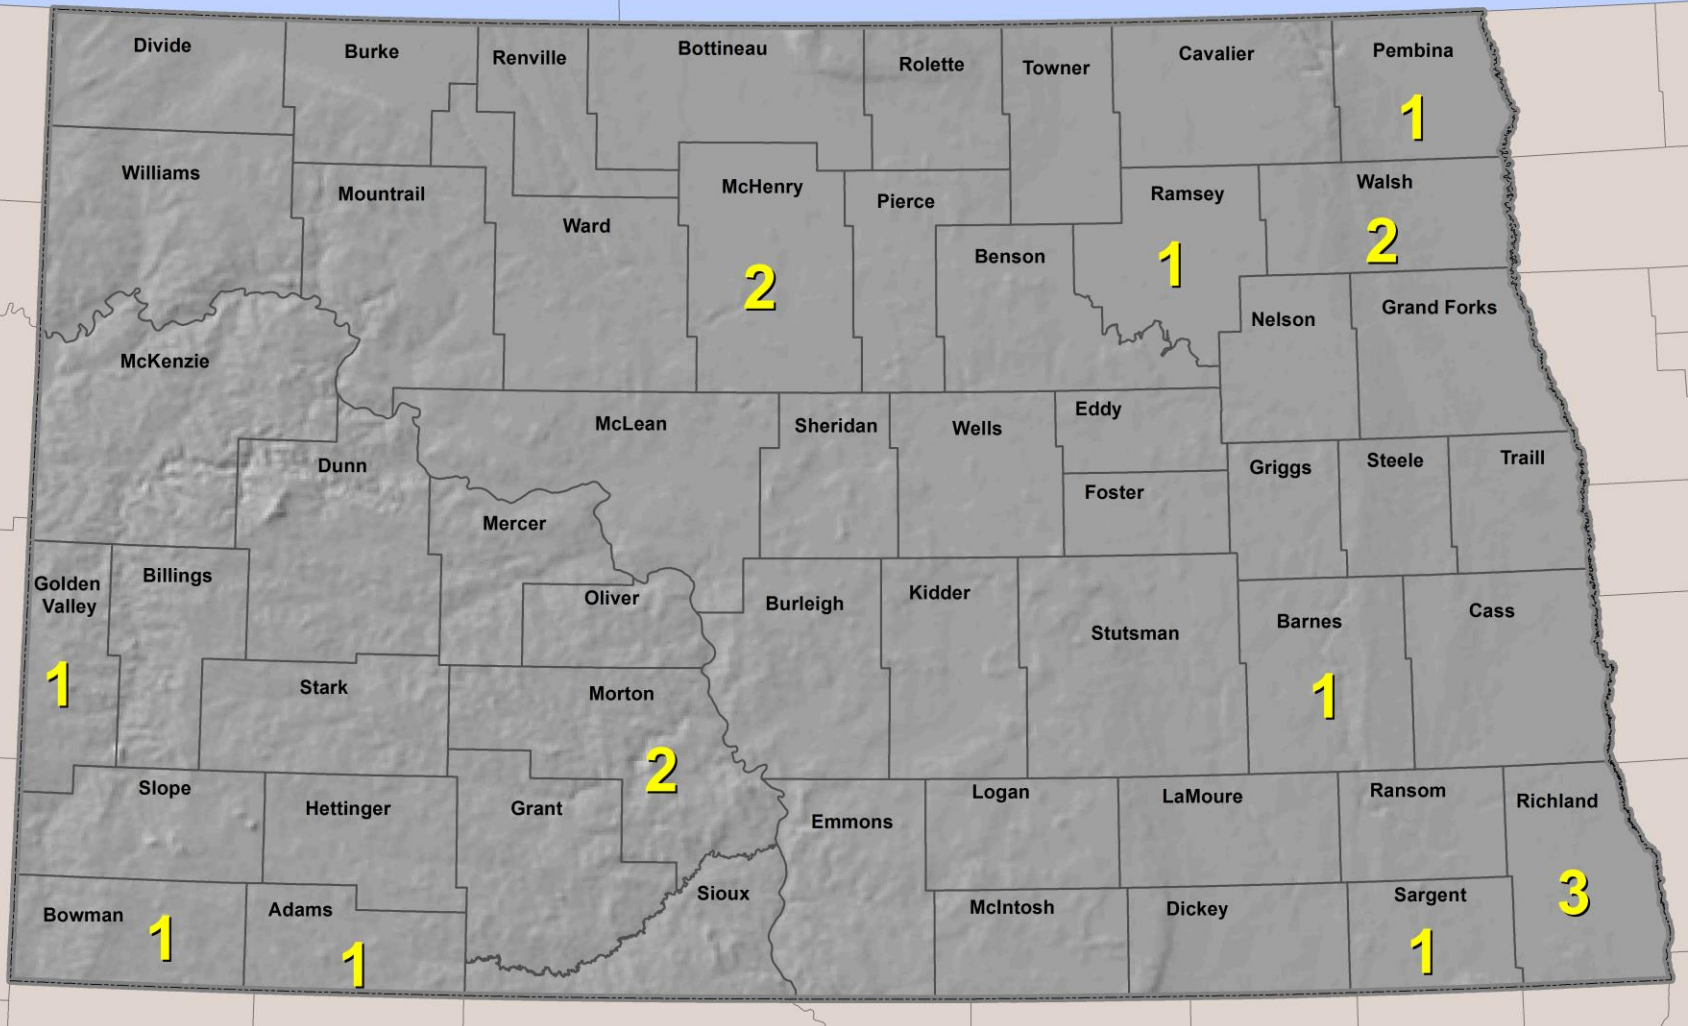 Divide
Burke
Renville
Bottineau
Rolette
Towner
Cavalier
Pembina
1
Williams
Mountrail
Ward
McHenry
2
Pierce
Benson
Ramsey
1
Walsh
2
Nelson
Grand Forks
McKenzie
Dunn
McLean
Sheridan
Wells
Eddy
Foster
Griggs
Steele
Traill
Mercer
Golden
Valley
1
Billings
Oliver
Burleigh
Kidder
Stutsman
Barnes
1
Cass
Stark
Morton
2
Slope
Hettinger
Grant
Emmons
Logan
LaMoure
Ransom
Richland
3
Bowman
1
Adams
1
Sioux
McIntosh
Dickey
Sargent
1